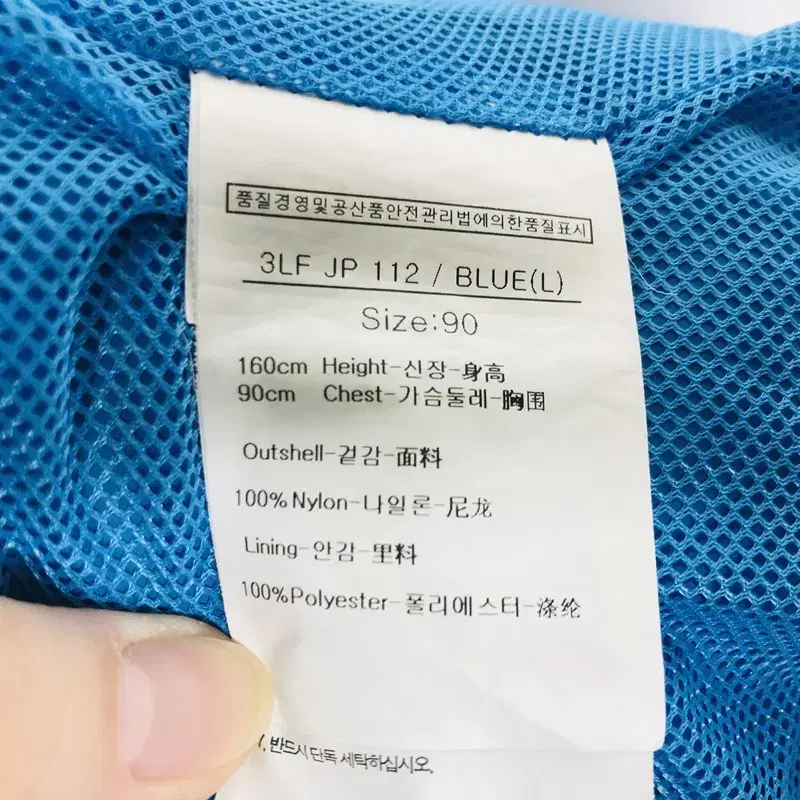 품질경영및공산품안전관리법에의한품질표시
3LF JP 112 / BLUE(L)
Size:90
160cm Height-신장-身高
90cm Chest-가슴둘레-胸围
Outshell-겉감-面料
100% Nylon-나일론-尼龙
Lining-안감-里料
100%Polyester-폴리에스터-涤纶
반드시 단독 세탁하십시오.